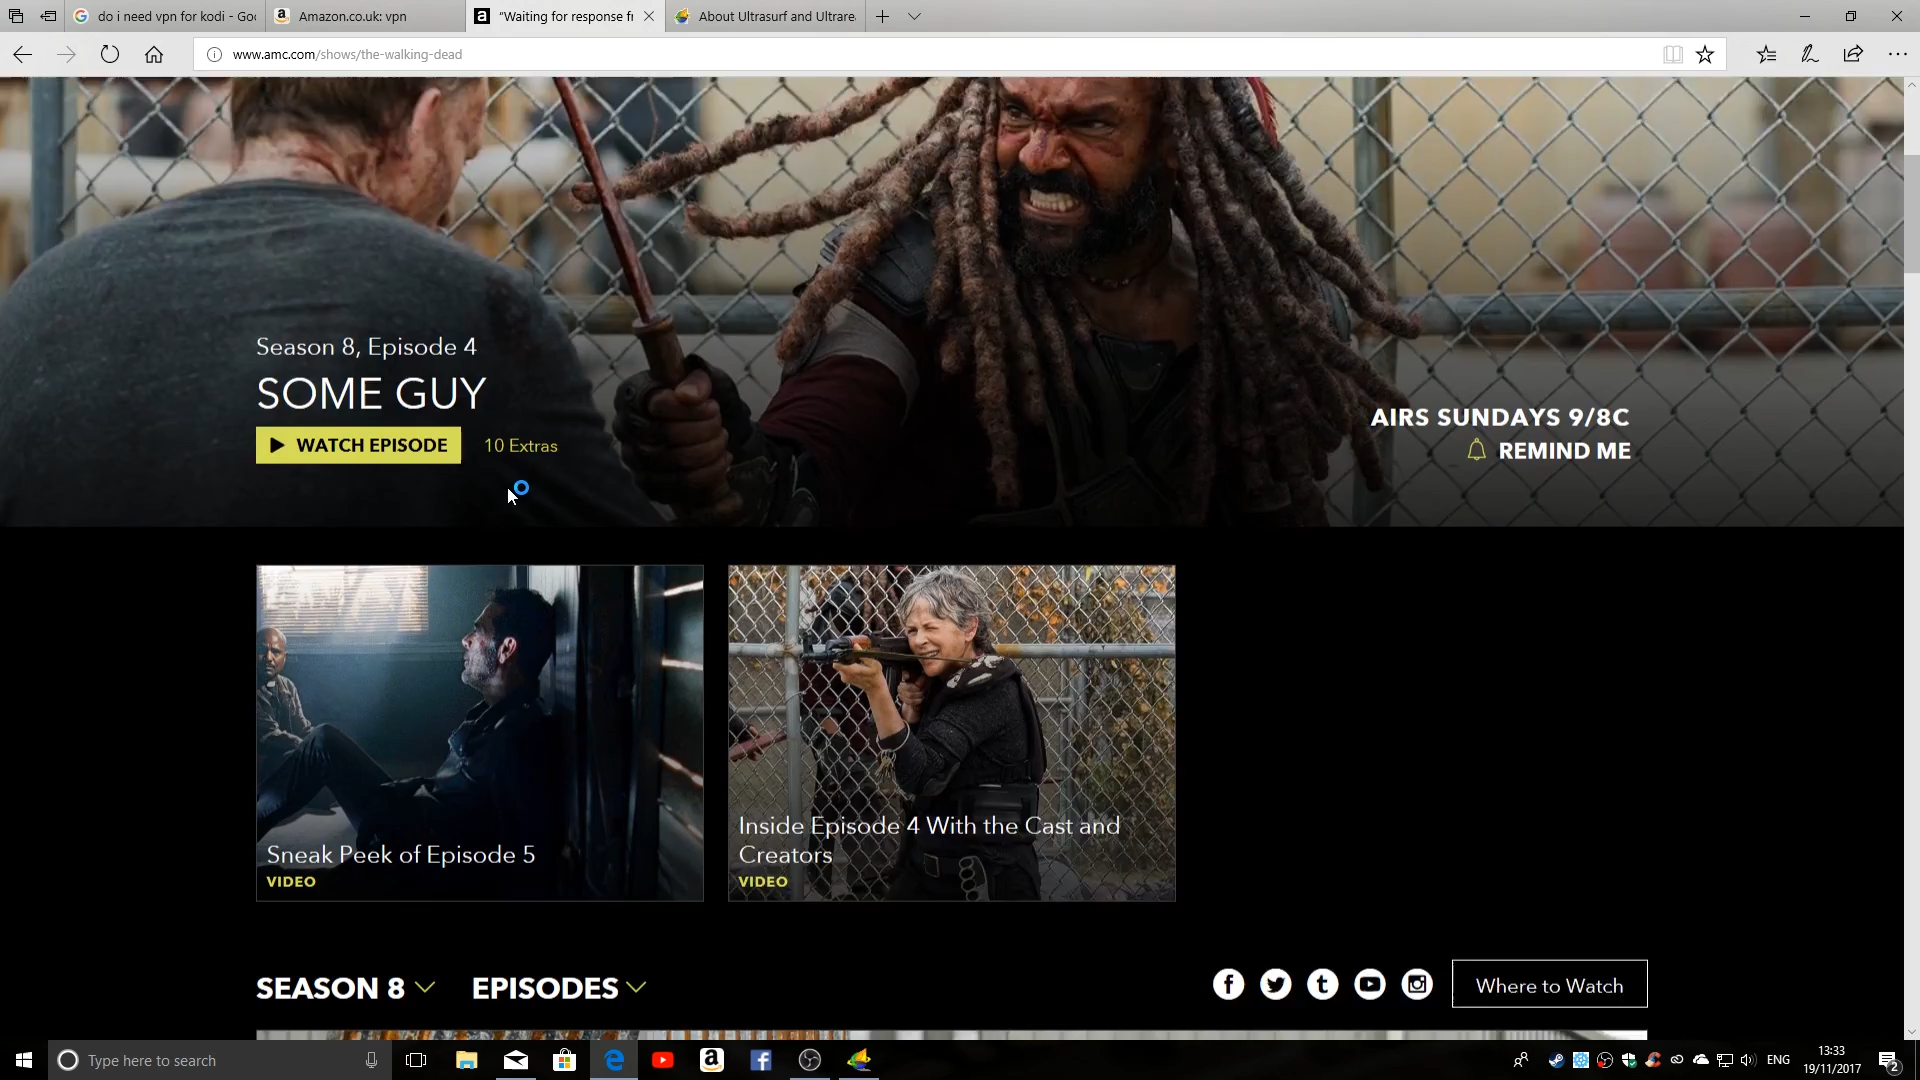 do i need vpn for kodi - Goo
Amazon.co.uk: vpn
"Waiting for response fr
About Ultrasurf and Ultrare
www.amc.com/shows/the-walking-dead
Season 8, Episode 4
SOME GUY
WATCH EPISODE
10 Extras
AIRS SUNDAYS 9/8C
REMIND ME
Sneak Peek of Episode 5
VIDEO
Inside Episode 4 With the Cast and
Creators
VIDEO
SEASON 8
EPISODES
Where to Watch
Type here to search
ENG
13:33
19/11/2017
2